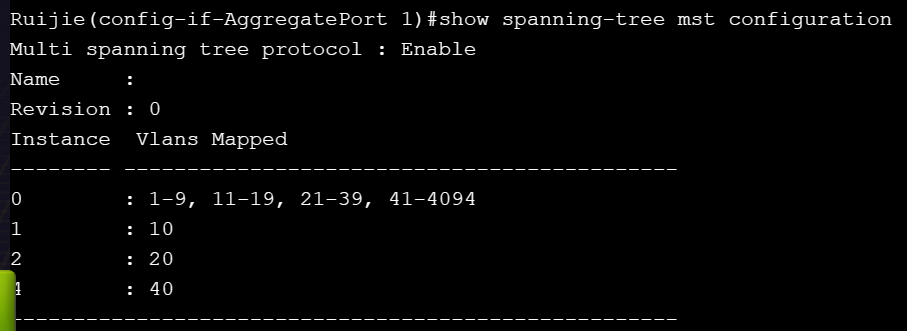 Ruijie(config-if-AggregatePort 1)#show spanning-tree mst configuration
Multi spanning tree protocol : Enable
Name     :
Revision : 0
Instance  Vlans Mapped
-------- --------------------------------------------
0        : 1-9, 11-19, 21-39, 41-4094
1        : 10
2        : 20
4        : 40
-----------------------------------------------------